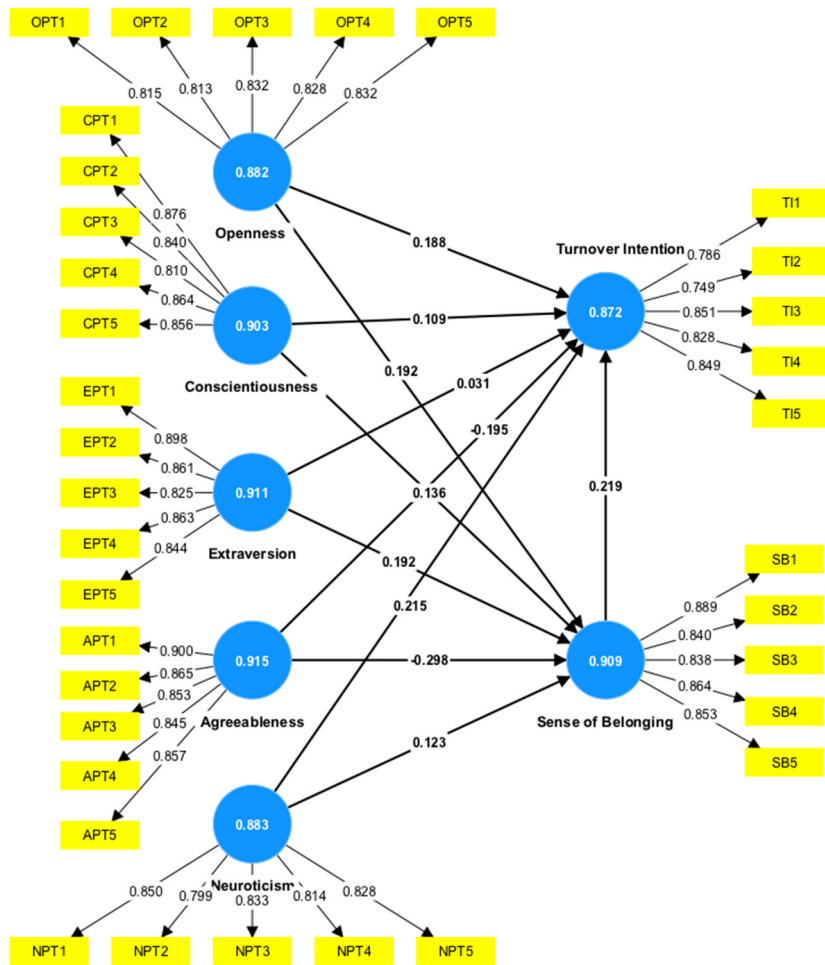 OPT1 OPT2 OPT3 OPT4 OPT5
0.815 0.813 0.832 0.828 0.832
CPT1
CPT2
CPT3
CPT4
CPT5
0.876
0.840
0.810
0.864
0.856
0.882
Openness
0.903
Conscientiousness
EPT1
EPT2
EPT3
EPT4
EPT5
0.898
0.861
0.825
0.863
0.844
0.911
Extraversion
APT1
APT2
APT3
APT4
APT5
0.900
0.865
0.853
0.845
0.857
0.915
Agreeableness
0.883
Neuroticism
0.850 0.799 0.833 0.814 0.828
NPT1 NPT2 NPT3 NPT4 NPT5
0.188
0.109
0.192
0.031
-0.195
0.136
0.192
0.215
-0.298
0.123
0.219
Turnover Intention
0.872
0.786
0.749
0.851
0.828
0.849
TI1
TI2
TI3
TI4
TI5
0.909
Sense of Belonging
0.889
0.840
0.838
0.864
0.853
SB1
SB2
SB3
SB4
SB5